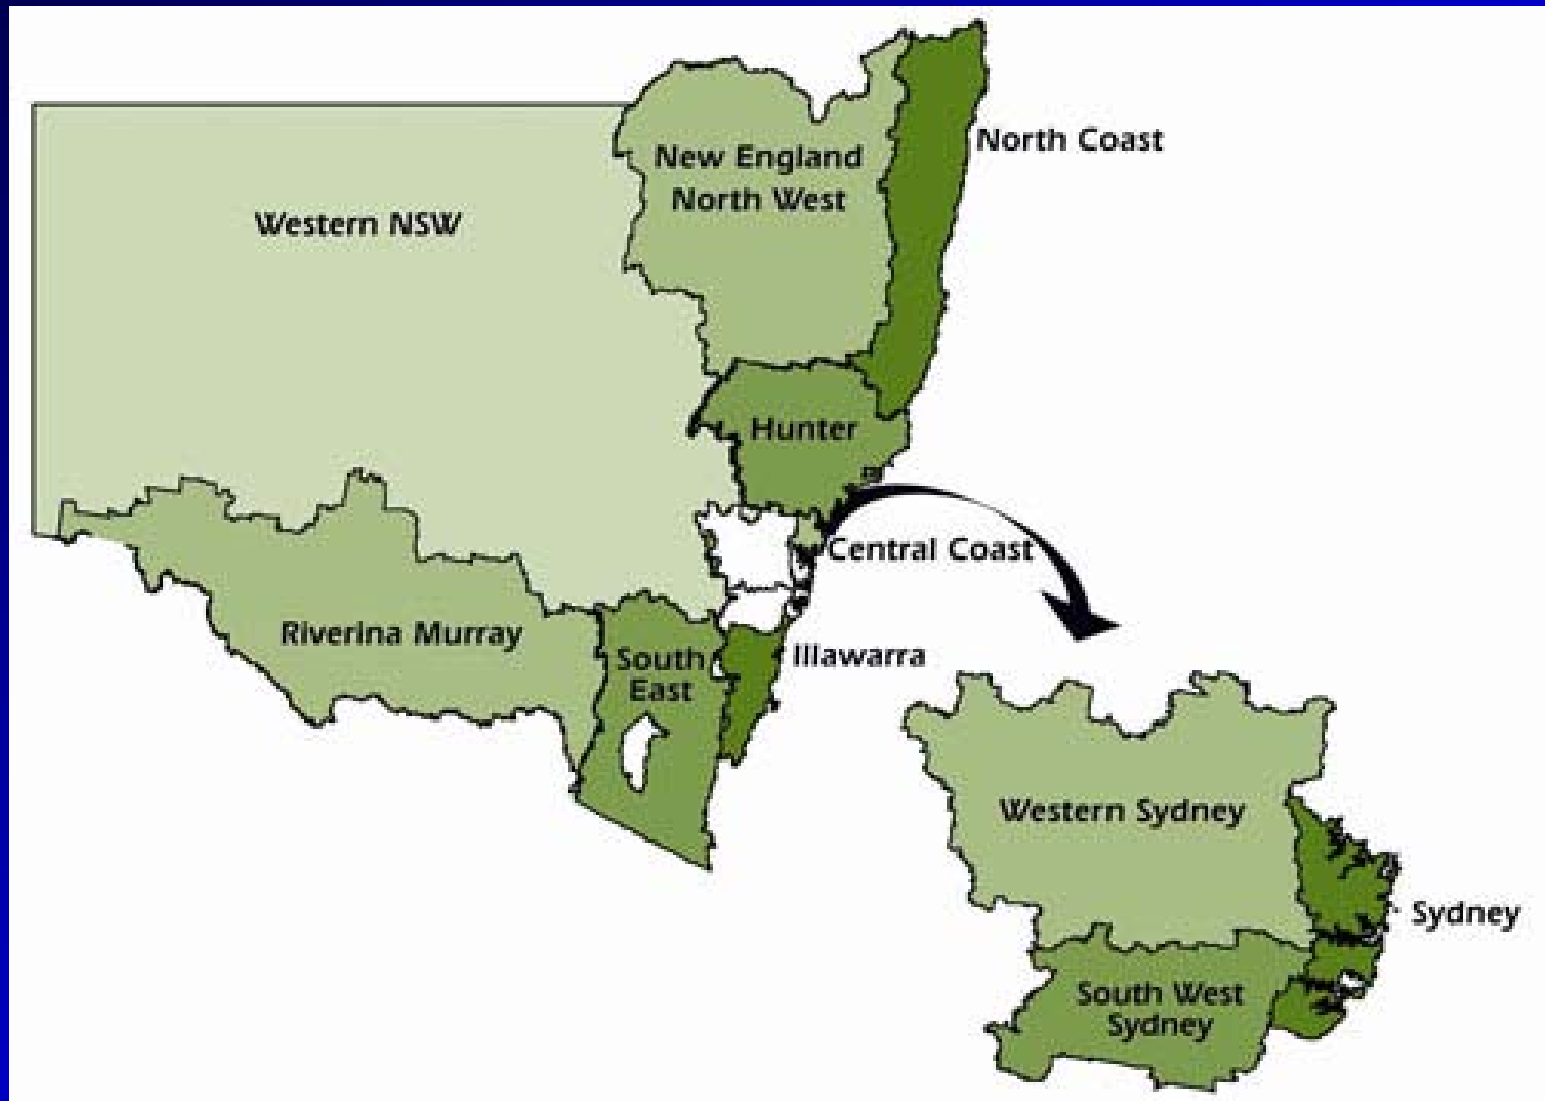 North Coast
New England
North West
Western NSW
Hunter
Central Coast
Riverina Murray
South
East
Illawarra
Western Sydney
Sydney
South West
Sydney